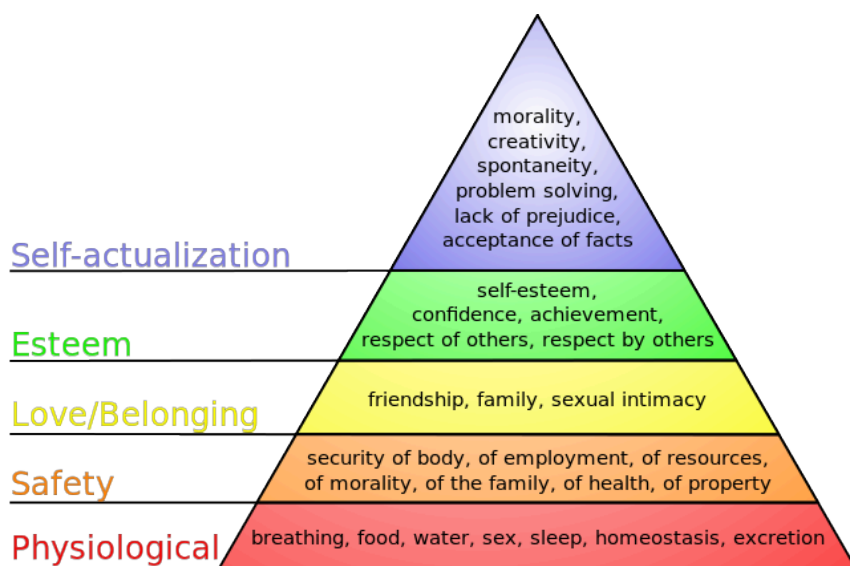 morality,
creativity,
spontaneity,
problem solving,
lack of prejudice,
acceptance of facts
Self-actualization
self-esteem,
confidence, achievement,
respect of others, respect by others
Esteem
friendship, family, sexual intimacy
Love/Belonging
security of body, of employment, of resources,
of morality, of the family, of health, of property
Safety
breathing, food, water, sex, sleep, homeostasis, excretion
Physiological